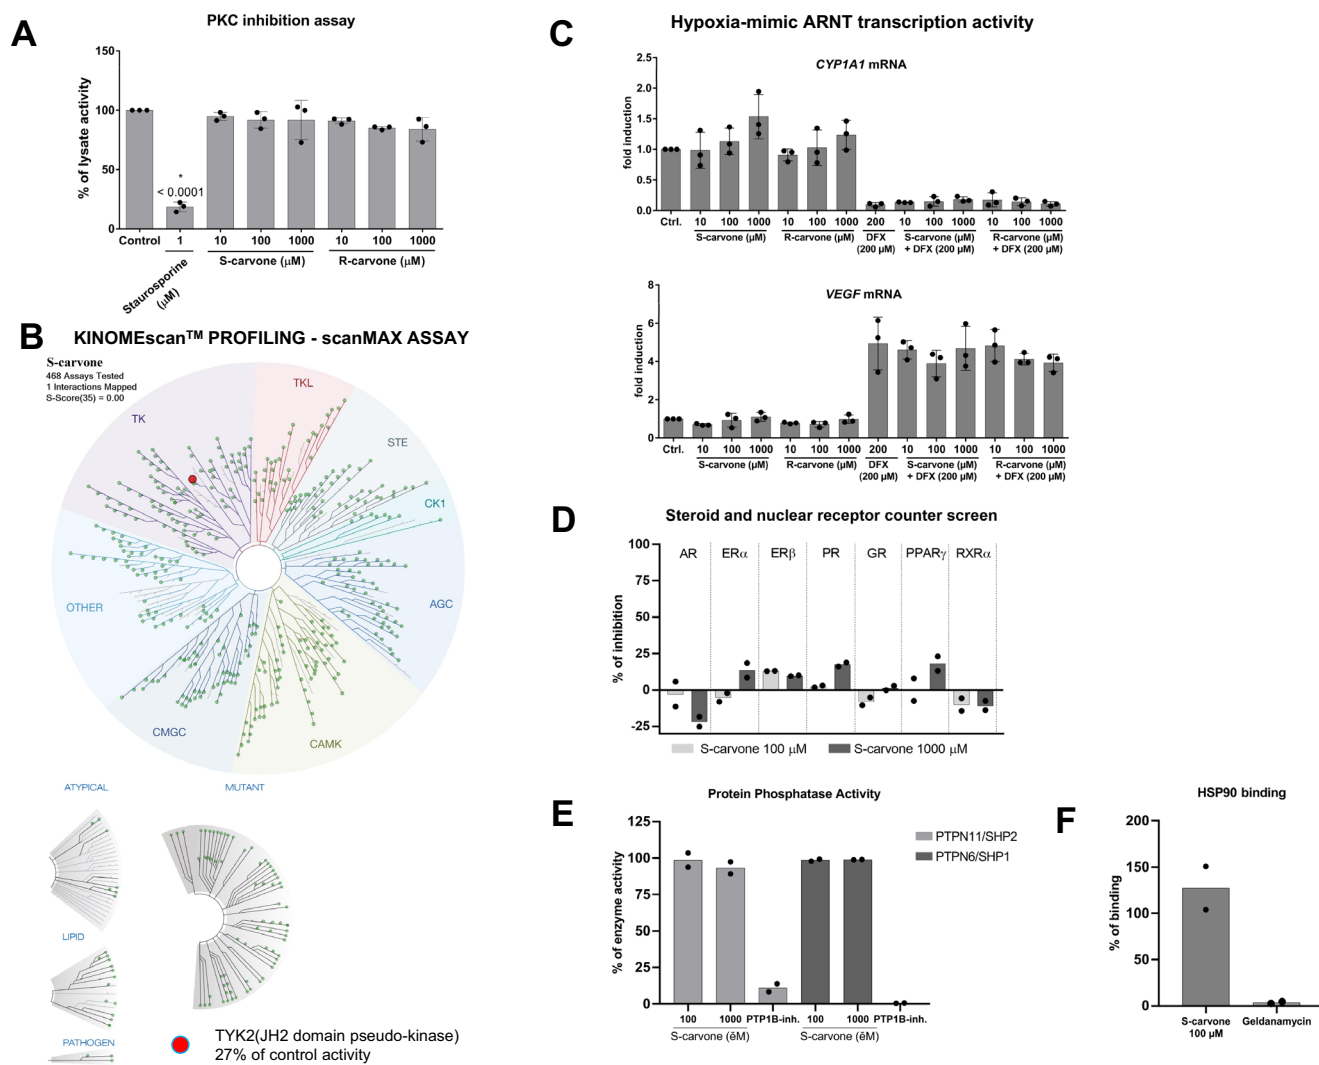 A
PKC inhibition assay
% of lysate activity
150
100
50
0
*
< 0.0001
Control
1
10
100
1000
10
100
1000
Staurosporine
(μM)
S-carvone (μM)
R-carvone (μM)
B
KINOMEscan™ PROFILING - scanMAX ASSAY
S-carvone
468 Assays Tested
1 Interactions Mapped
S-Score(35) = 0.00
TK
TKL
STE
CK1
AGC
CAMK
CMGC
OTHER
ATYPICAL
MUTANT
LIPID
PATHOGEN
TYK2(JH2 domain pseudo-kinase)
27% of control activity
C
Hypoxia-mimic ARNT transcription activity
CYP1A1 mRNA
fold induction
2.5
2.0
1.5
1.0
0.5
0.0
Ctrl.
10
100
1000
10
100
1000
200
10
100
1000
10
100
1000
S-carvone (μM)
R-carvone (μM)
DFX
(200 μM)
S-carvone (μM)
+ DFX (200 μM)
R-carvone (μM)
+ DFX (200 μM)
VEGF mRNA
fold induction
8
6
4
2
0
Ctrl.
10
100
1000
10
100
1000
200
10
100
1000
10
100
1000
S-carvone (μM)
R-carvone (μM)
DFX
(200 μM)
S-carvone (μM)
+ DFX (200 μM)
R-carvone (μM)
+ DFX (200 μM)
D
Steroid and nuclear receptor counter screen
% of inhibition
100
75
50
25
0
-25
AR
ERα
ERβ
PR
GR
PPARγ
RXRα
S-carvone 100 μM
S-carvone 1000 μM
E
Protein Phosphatase Activity
% of enzyme activity
125
100
75
50
25
0
PTPN11/SHP2
PTPN6/SHP1
100
1000
PTP1B-inh.
100
1000
PTP1B-inh.
S-carvone (ěM)
S-carvone (ěM)
F
HSP90 binding
% of binding
200
150
100
50
0
S-carvone
100 μM
Geldanamycin